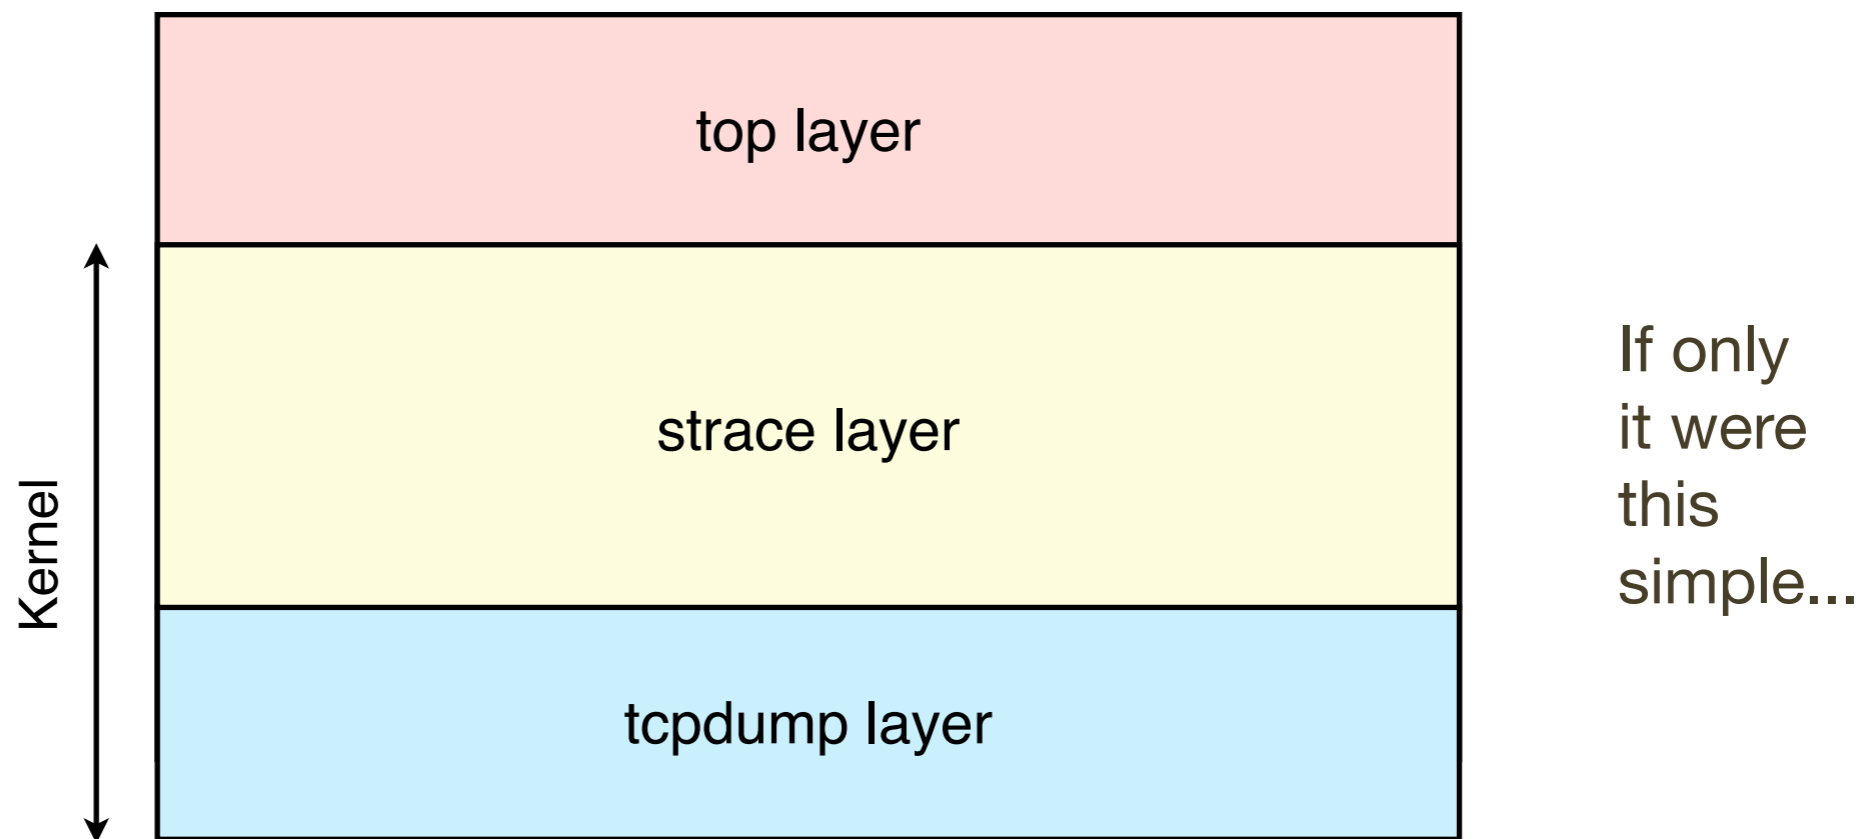 top layer
strace layer
tcpdump layer
Kernel
If only
it were
this
simple...